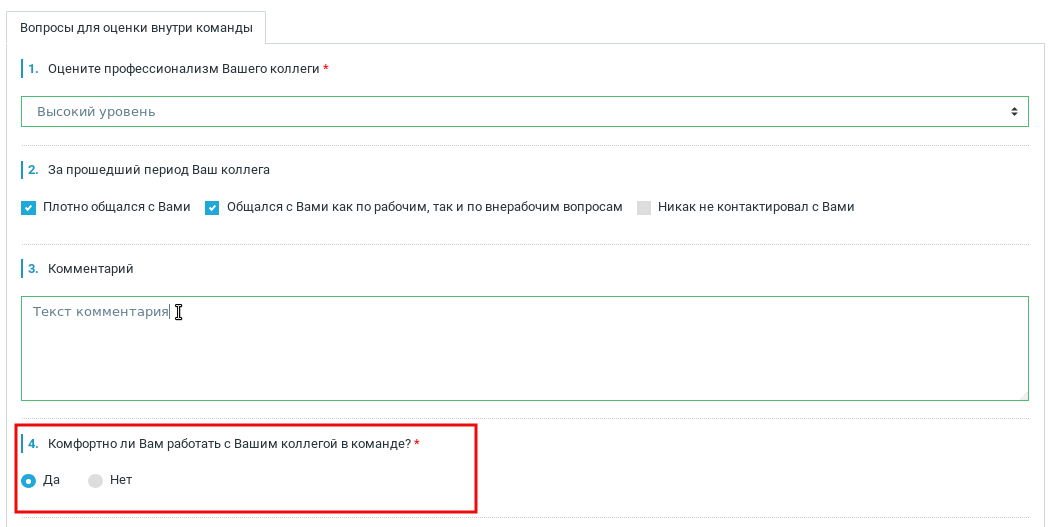 Вопросы для оценки внутри команды
1. Оцените профессионализм Вашего коллеги *
Высокий уровень
2. За прошедший период Ваш коллега
Плотно общался с Вами Общался с Вами как по рабочим, так и по внерабочим вопросам Никак не контактировал с Вами
3. Комментарий
Текст комментария
4. Комфортно ли Вам работать с Вашим коллегой в команде? *
Да Нет